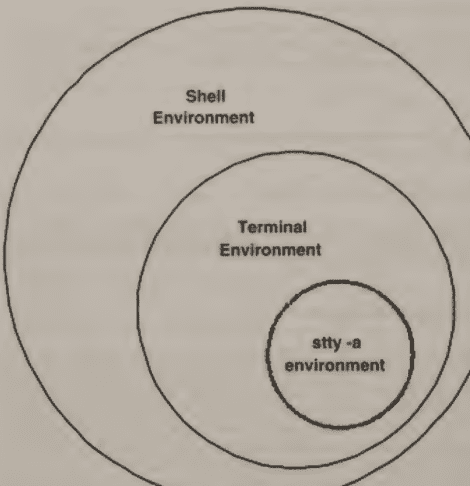 Shell
Environment
Terminal
Environment
stty -a
environment